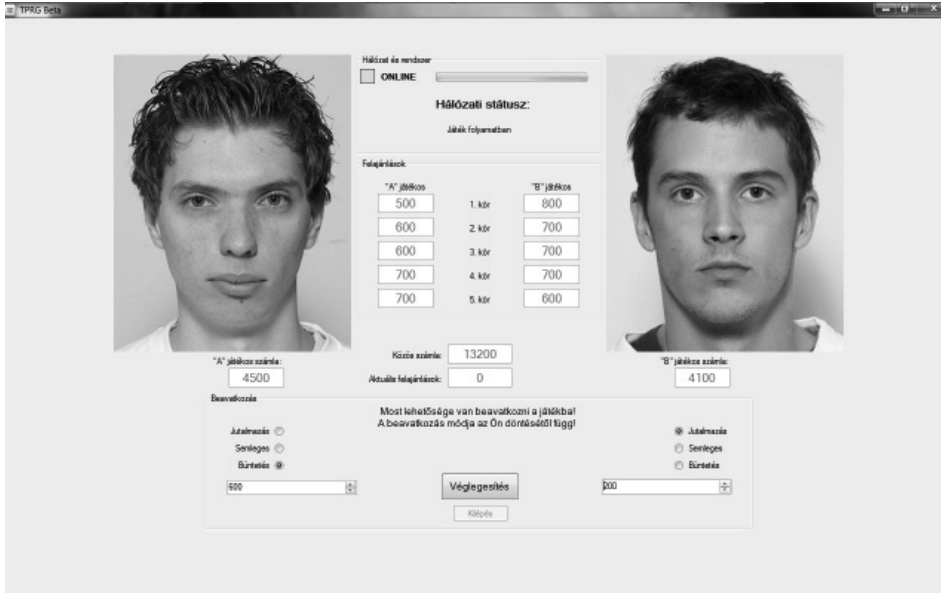 TPRG Beta
Hálózat és rendszer
ONLINE
Hálózati státusz:
Játék folyamatban
Felajánlások
"A" játékos "B" játékos
500 1. kör 800
600 2. kör 700
600 3. kör 700
700 4. kör 700
700 5. kör 600
"A" játékos számla:
4500
Közös számla: 13200
Aktuális felajánlások: 0
"B" játékos számla:
4100
Beavatkozás
Most lehetősége van beavatkozni a játékba!
A beavatkozás módja az Ön döntésétől függ!
Jutalmazás
Semleges
Büntetés
600
Jutalmazás
Semleges
Büntetés
200
Véglegesítés
Kilépés